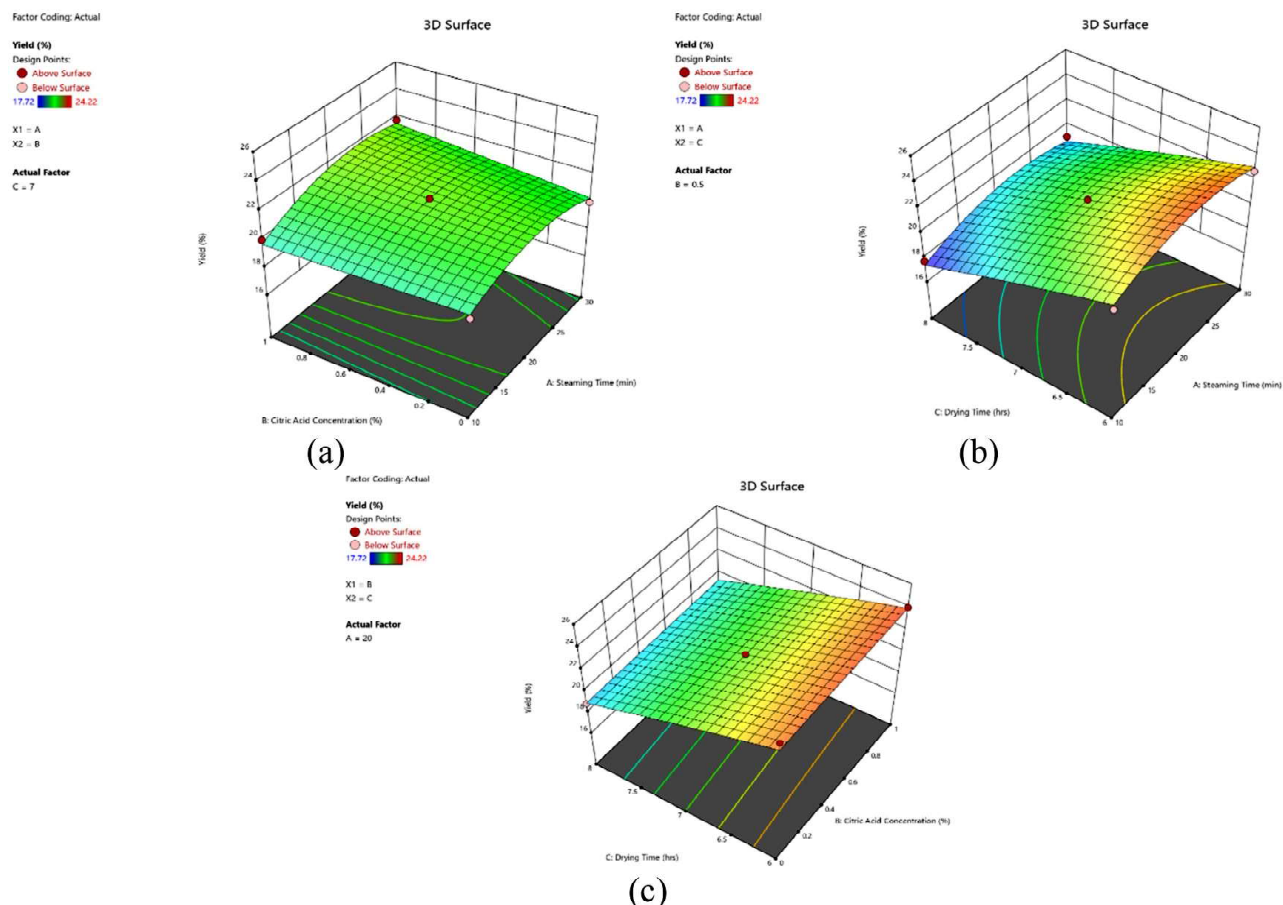 Factor Coding: Actual
3D Surface
Yield (%)
Design Points:
Above Surface
Below Surface
17.72 24.22
X1 = A
X2 = B
Actual Factor
C = 7
26
24
22
20
18
16
Yield (%)
1
0.8
0.6
0.4
0.2
0
B: Citric Acid Concentration (%)
10
15
20
25
30
A: Steaming Time (min)
(a)
Factor Coding: Actual
3D Surface
Yield (%)
Design Points:
Above Surface
Below Surface
17.72 24.22
X1 = A
X2 = C
Actual Factor
B = 0.5
26
24
22
20
18
16
Yield (%)
8
7.5
7
6.5
6
C: Drying Time (hrs)
10
15
20
25
30
A: Steaming Time (min)
(b)
Factor Coding: Actual
3D Surface
Yield (%)
Design Points:
Above Surface
Below Surface
17.72 24.22
X1 = B
X2 = C
Actual Factor
A = 20
26
24
22
20
18
16
Yield (%)
8
7.5
7
6.5
6
C: Drying Time (hrs)
0
0.2
0.4
0.6
0.8
1
B: Citric Acid Concentration (%)
(c)